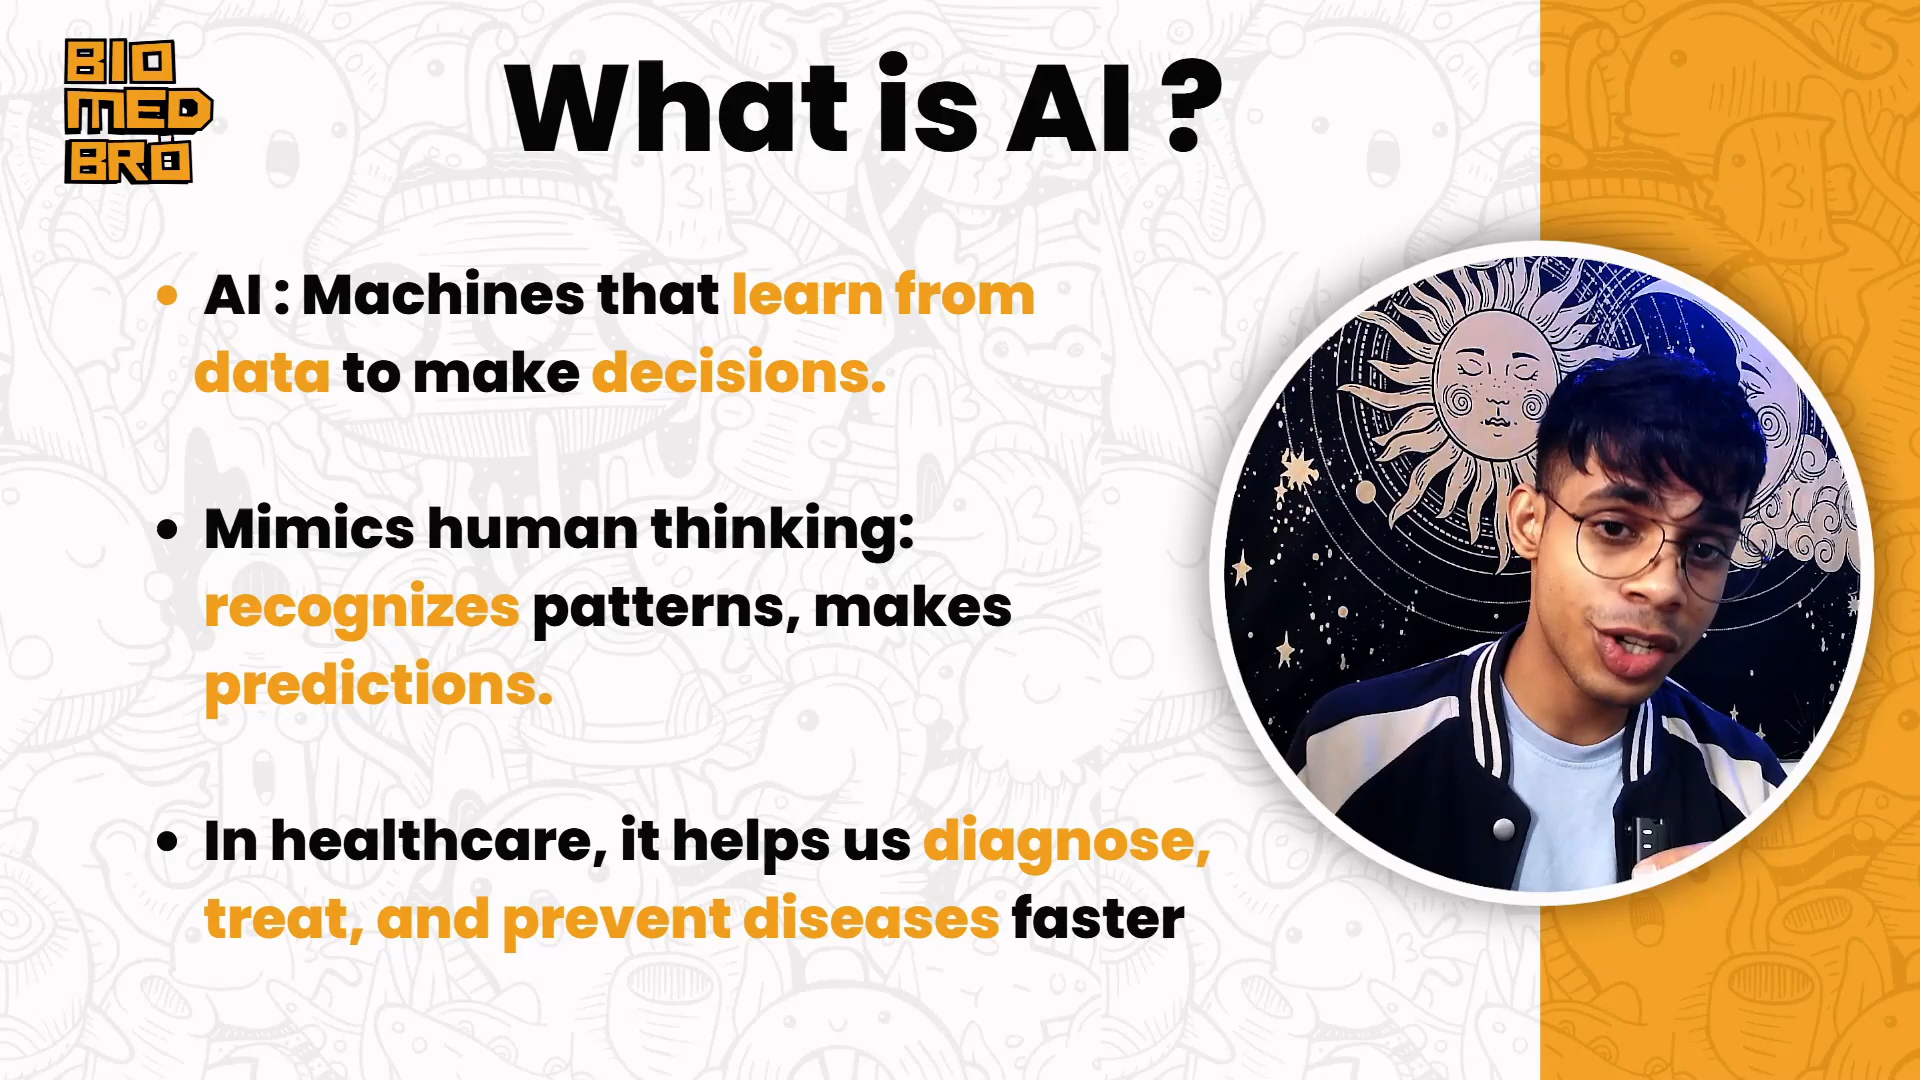 BIO
MED
BRO
What is AI ?
AI : Machines that learn from
data to make decisions.
Mimics human thinking:
recognizes patterns, makes
predictions.
In healthcare, it helps us diagnose,
treat, and prevent diseases faster